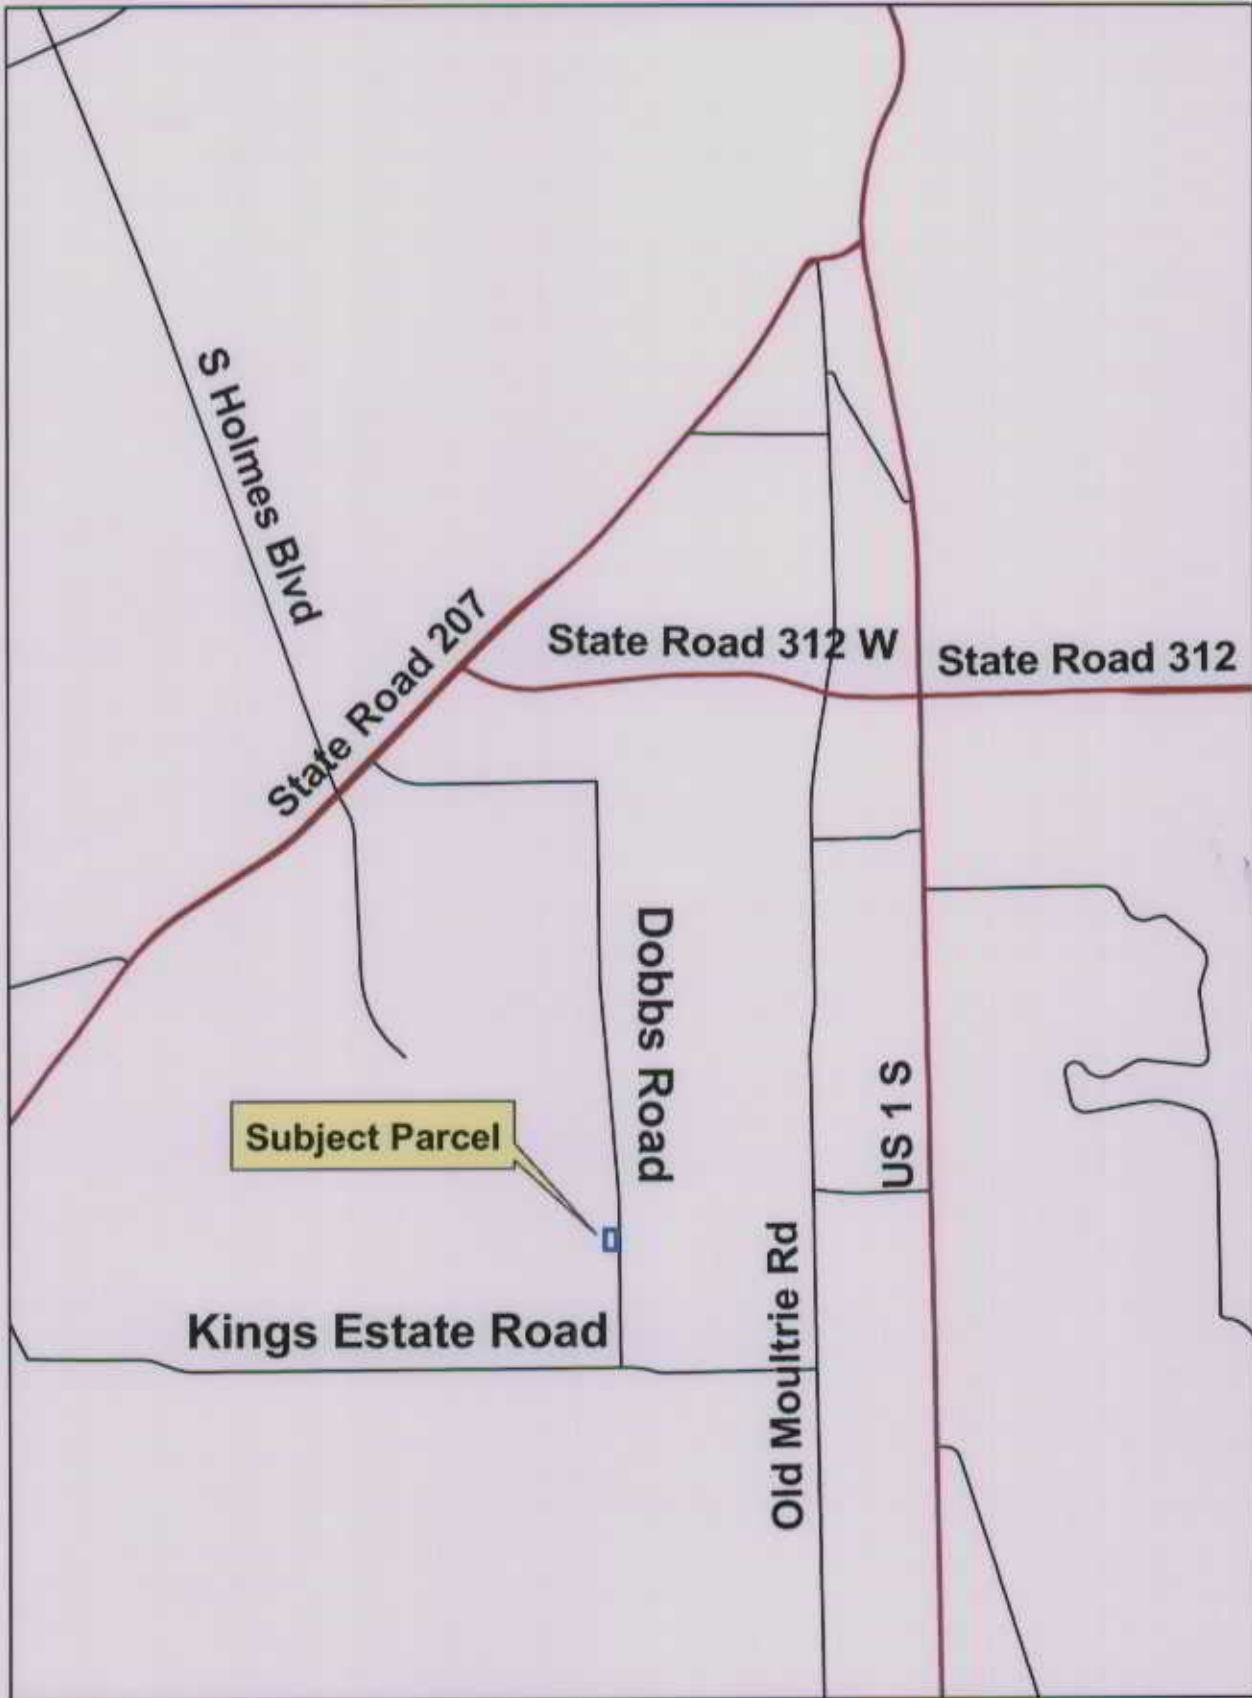 S Holmes Blvd
State Road 207
State Road 312 W
State Road 312
Dobbs Road
US 1 S
Subject Parcel
Old Moultrie Rd
Kings Estate Road